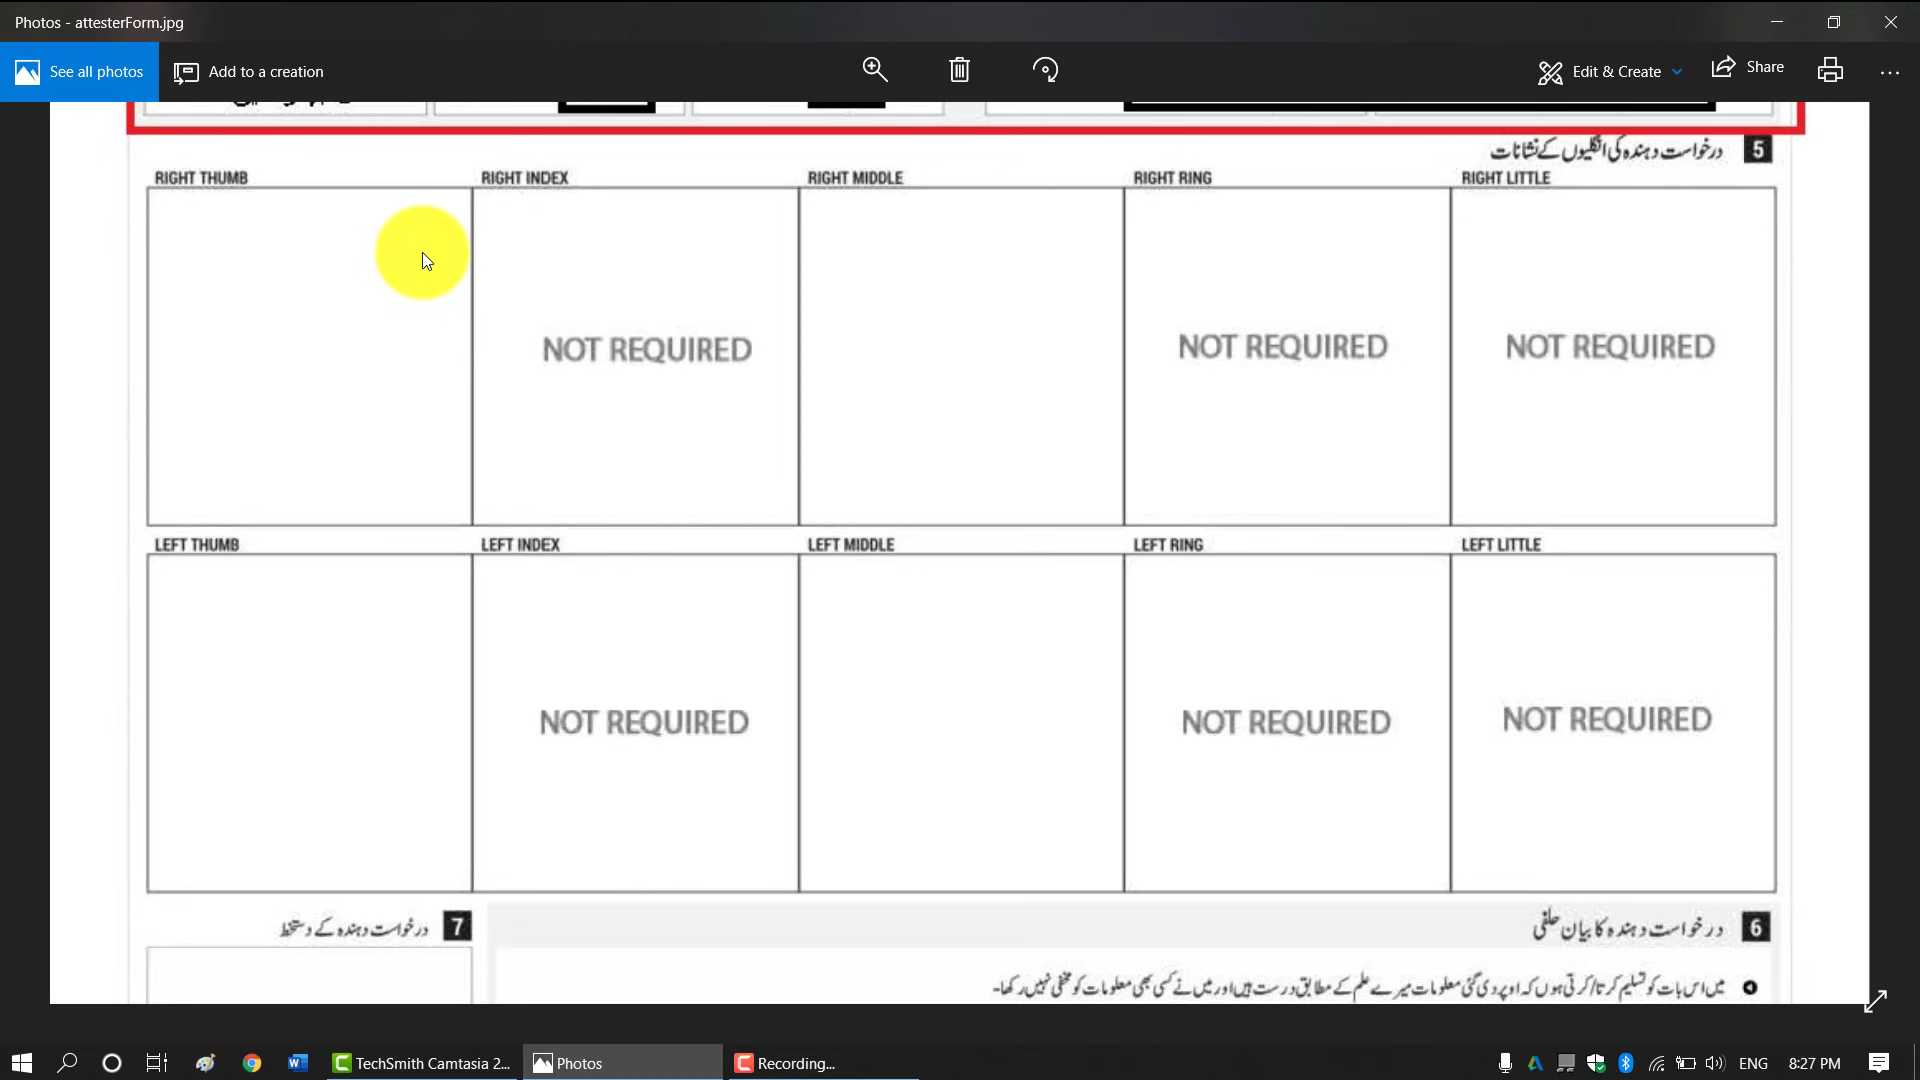 Photos - attesterForm.jpg
See all photos
Add to a creation
Edit & Create
Share
5 درخواست دہندہ کی انگلیوں کے نشانات
RIGHT THUMB RIGHT INDEX RIGHT MIDDLE RIGHT RING RIGHT LITTLE
NOT REQUIRED NOT REQUIRED NOT REQUIRED
LEFT THUMB LEFT INDEX LEFT MIDDLE LEFT RING LEFT LITTLE
NOT REQUIRED NOT REQUIRED NOT REQUIRED
6 درخواست دہندہ کا بیان حلفی
میں اس بات کو تسلیم کرتا/کرتی ہوں کہ اوپر دی گئی معلومات میرے علم کے مطابق درست ہیں اور میں نے کسی بھی معلومات کو مخفی نہیں رکھا۔
7 درخواست دہندہ کے دستخط
TechSmith Camtasia 2...
Photos
Recording...
ENG
8:27 PM